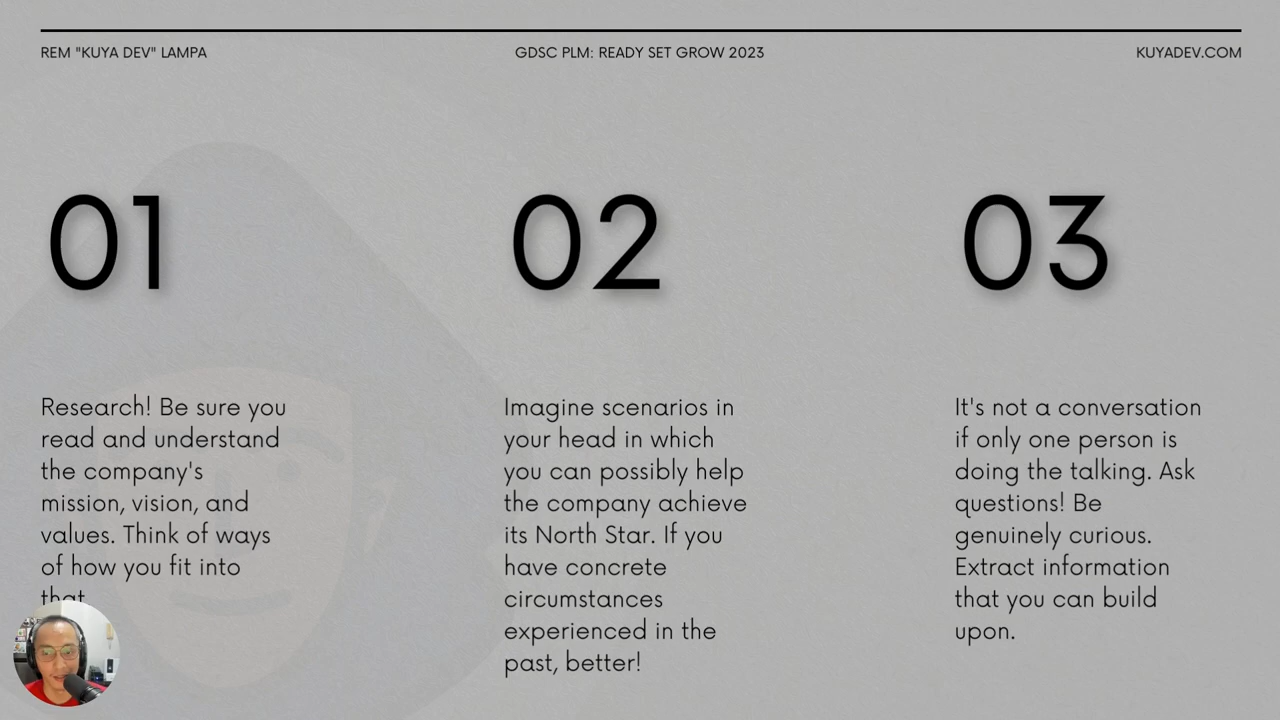 REM "KUYA DEV" LAMPA
GDSC PLM: READY SET GROW 2023
KUYADEV.COM
01
Research! Be sure you
read and understand
the company's
mission, vision, and
values. Think of ways
of how you fit into
that
02
Imagine scenarios in
your head in which
you can possibly help
the company achieve
its North Star. If you
have concrete
circumstances
experienced in the
past, better!
03
It's not a conversation
if only one person is
doing the talking. Ask
questions! Be
genuinely curious.
Extract information
that you can build
upon.